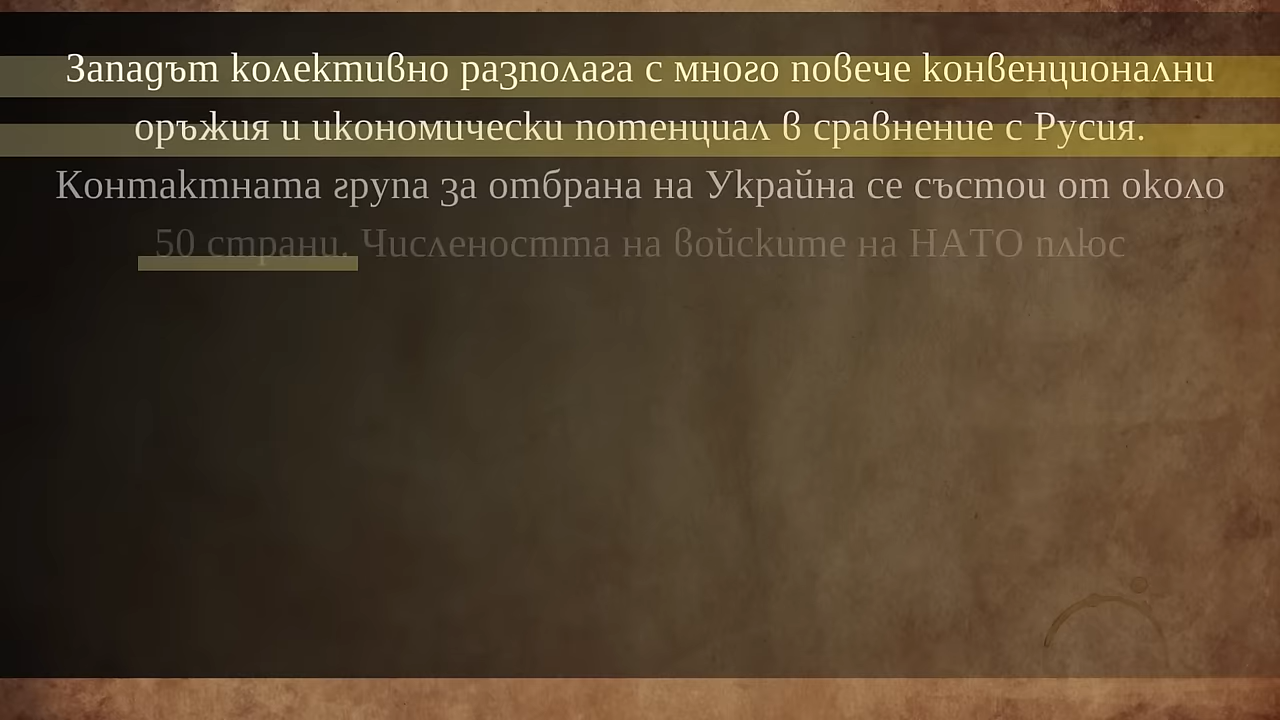 Западът колективно разполага с много повече конвенционални
оръжия и икономически потенциал в сравнение с Русия.
Контактната група за отбрана на Украйна се състои от около
50 страни. Числеността на войските на НАТО плюс